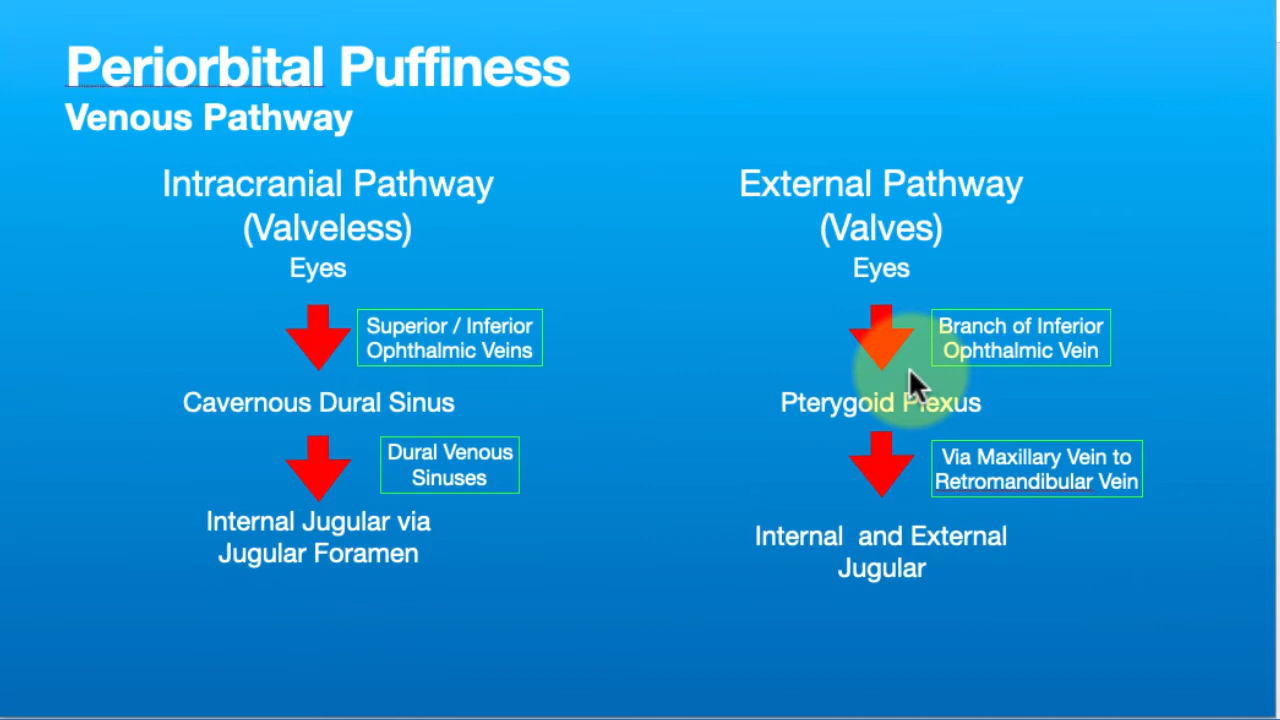 Periorbital Puffiness
Venous Pathway
Intracranial Pathway
(Valveless)
Eyes
Superior / Inferior
Ophthalmic Veins
Cavernous Dural Sinus
Dural Venous
Sinuses
Internal Jugular via
Jugular Foramen
External Pathway
(Valves)
Eyes
Branch of Inferior
Ophthalmic Vein
Pterygoid Plexus
Via Maxillary Vein to
Retromandibular Vein
Internal  and External
Jugular